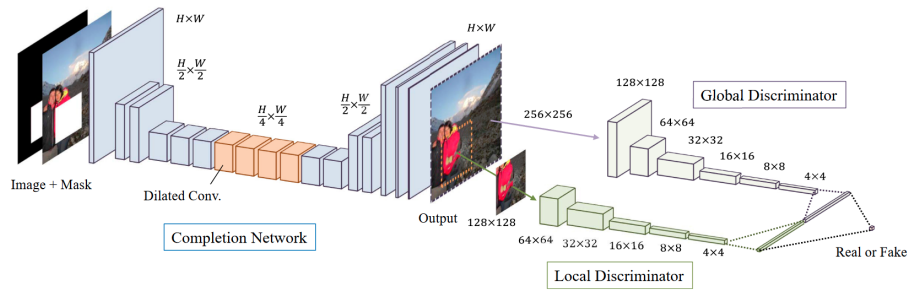 H×W
H/2×W/2
H/4×W/4
H/2×W/2
H×W
Image + Mask
Dilated Conv.
Completion Network
Output
256×256
128×128
64×64
32×32
16×16
8×8
4×4
Global Discriminator
128×128
64×64
32×32
16×16
8×8
4×4
Local Discriminator
Real or Fake